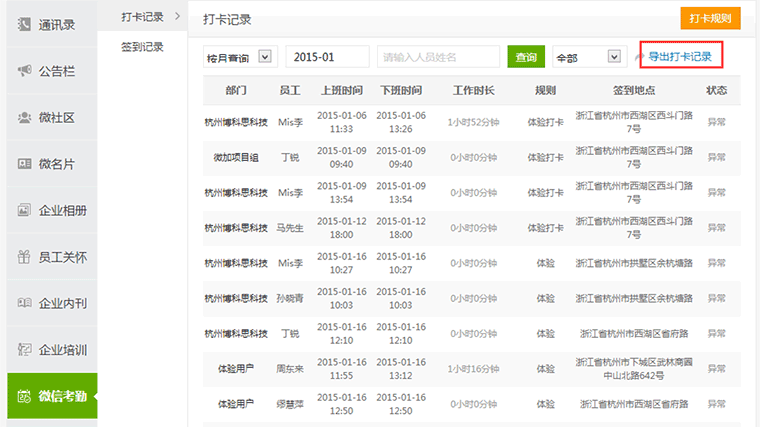 通讯录
公告栏
微社区
微名片
企业相册
员工关怀
企业内刊
企业培训
微信考勤
打卡记录 >
签到记录
打卡记录
打卡规则
按月查询 2015-01 请输入人员姓名 查询 全部 导出打卡记录
部门 员工 上班时间 下班时间 工作时长 规则 签到地点 状态
杭州博科思科技 Mis李 2015-01-06 11:33 2015-01-06 13:26 1小时52分钟 体验打卡 浙江省杭州市西湖区西斗门路7号 异常
微加项目组 丁锐 2015-01-09 09:40 2015-01-09 09:40 0小时0分钟 体验打卡 浙江省杭州市西湖区西斗门路7号 异常
杭州博科思科技 Mis李 2015-01-09 13:54 2015-01-09 13:54 0小时0分钟 体验打卡 浙江省杭州市西湖区西斗门路7号 异常
杭州博科思科技 马先生 2015-01-12 18:00 2015-01-12 18:00 0小时0分钟 体验打卡 浙江省杭州市西湖区西斗门路7号 异常
杭州博科思科技 Mis李 2015-01-16 10:27 2015-01-16 10:27 0小时0分钟 体验 浙江省杭州市拱墅区余杭塘路 异常
杭州博科思科技 孙晓青 2015-01-16 10:03 2015-01-16 10:03 0小时0分钟 体验 浙江省杭州市拱墅区余杭塘路 异常
杭州博科思科技 丁锐 2015-01-16 12:10 2015-01-16 12:10 0小时0分钟 体验 浙江省杭州市西湖区省府路 异常
体验用户 周东来 2015-01-16 11:55 2015-01-16 13:12 1小时16分钟 体验 浙江省杭州市下城区武林商圈中山北路642号 异常
体验用户 缪慧萍 2015-01-16 12:50 2015-01-16 12:50 0小时0分钟 体验 浙江省杭州市西湖区省府路 异常